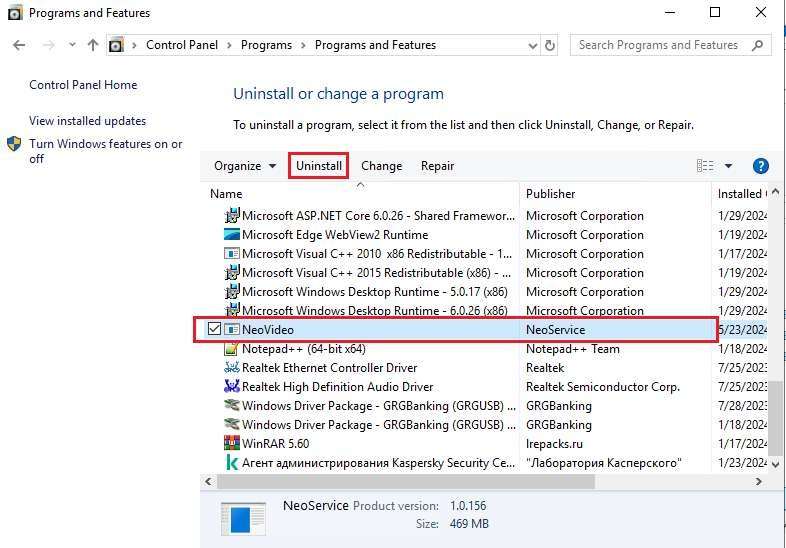 Programs and Features
Control Panel > Programs > Programs and Features
Search Programs and Features
Control Panel Home
View installed updates
Turn Windows features on or
off
Uninstall or change a program
To uninstall a program, select it from the list and then click Uninstall, Change, or Repair.
Organize Uninstall Change Repair
Name Publisher Installed
Microsoft ASP.NET Core 6.0.26 - Shared Framewor... Microsoft Corporation 1/29/2024
Microsoft Edge WebView2 Runtime Microsoft Corporation 1/19/2024
Microsoft Visual C++ 2010 x86 Redistributable - 1... Microsoft Corporation 1/17/2024
Microsoft Visual C++ 2015 Redistributable (x86) - ... Microsoft Corporation 1/19/2024
Microsoft Windows Desktop Runtime - 5.0.17 (x86) Microsoft Corporation 1/29/2024
Microsoft Windows Desktop Runtime - 6.0.26 (x86) Microsoft Corporation 1/29/2024
NeoVideo NeoService 5/23/2024
Notepad++ (64-bit x64) Notepad++ Team 1/18/2024
Realtek Ethernet Controller Driver Realtek 7/25/2023
Realtek High Definition Audio Driver Realtek Semiconductor Corp. 7/25/2023
Windows Driver Package - GRGBanking (GRGUSB) ... GRGBanking 7/28/2023
Windows Driver Package - GRGBanking (GRGUSB) ... GRGBanking 1/18/2024
WinRAR 5.60 lrepacks.ru 1/17/2024
Агент администрирования Kaspersky Security Ce... "Лаборатория Касперского" 1/23/2024
NeoService Product version: 1.0.156
Size: 469 MB